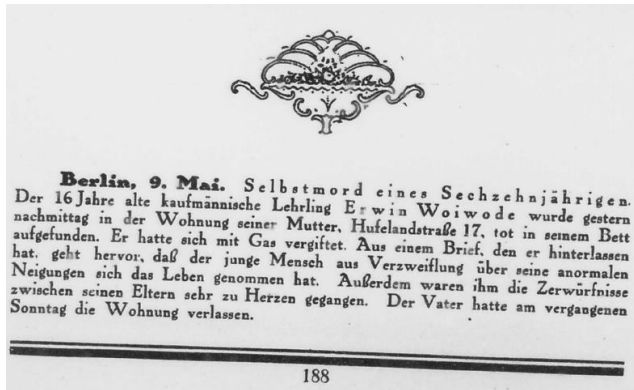 Berlin, 9. Mai. Selbstmord eines Sechzehnjährigen.
Der 16 Jahre alte kaufmännische Lehrling Erwin Woiwode wurde gestern
nachmittag in der Wohnung seiner Mutter, Hufelandstraße 17, tot in seinem Bett
aufgefunden. Er hatte sich mit Gas vergiftet. Aus einem Brief, den er hinterlassen
hat, geht hervor, daß der junge Mensch aus Verzweiflung über seine anormalen
Neigungen sich das Leben genommen hat. Außerdem waren ihm die Zerwürfnisse
zwischen seinen Eltern sehr zu Herzen gegangen. Der Vater hatte am vergangenen
Sonntag die Wohnung verlassen.
188